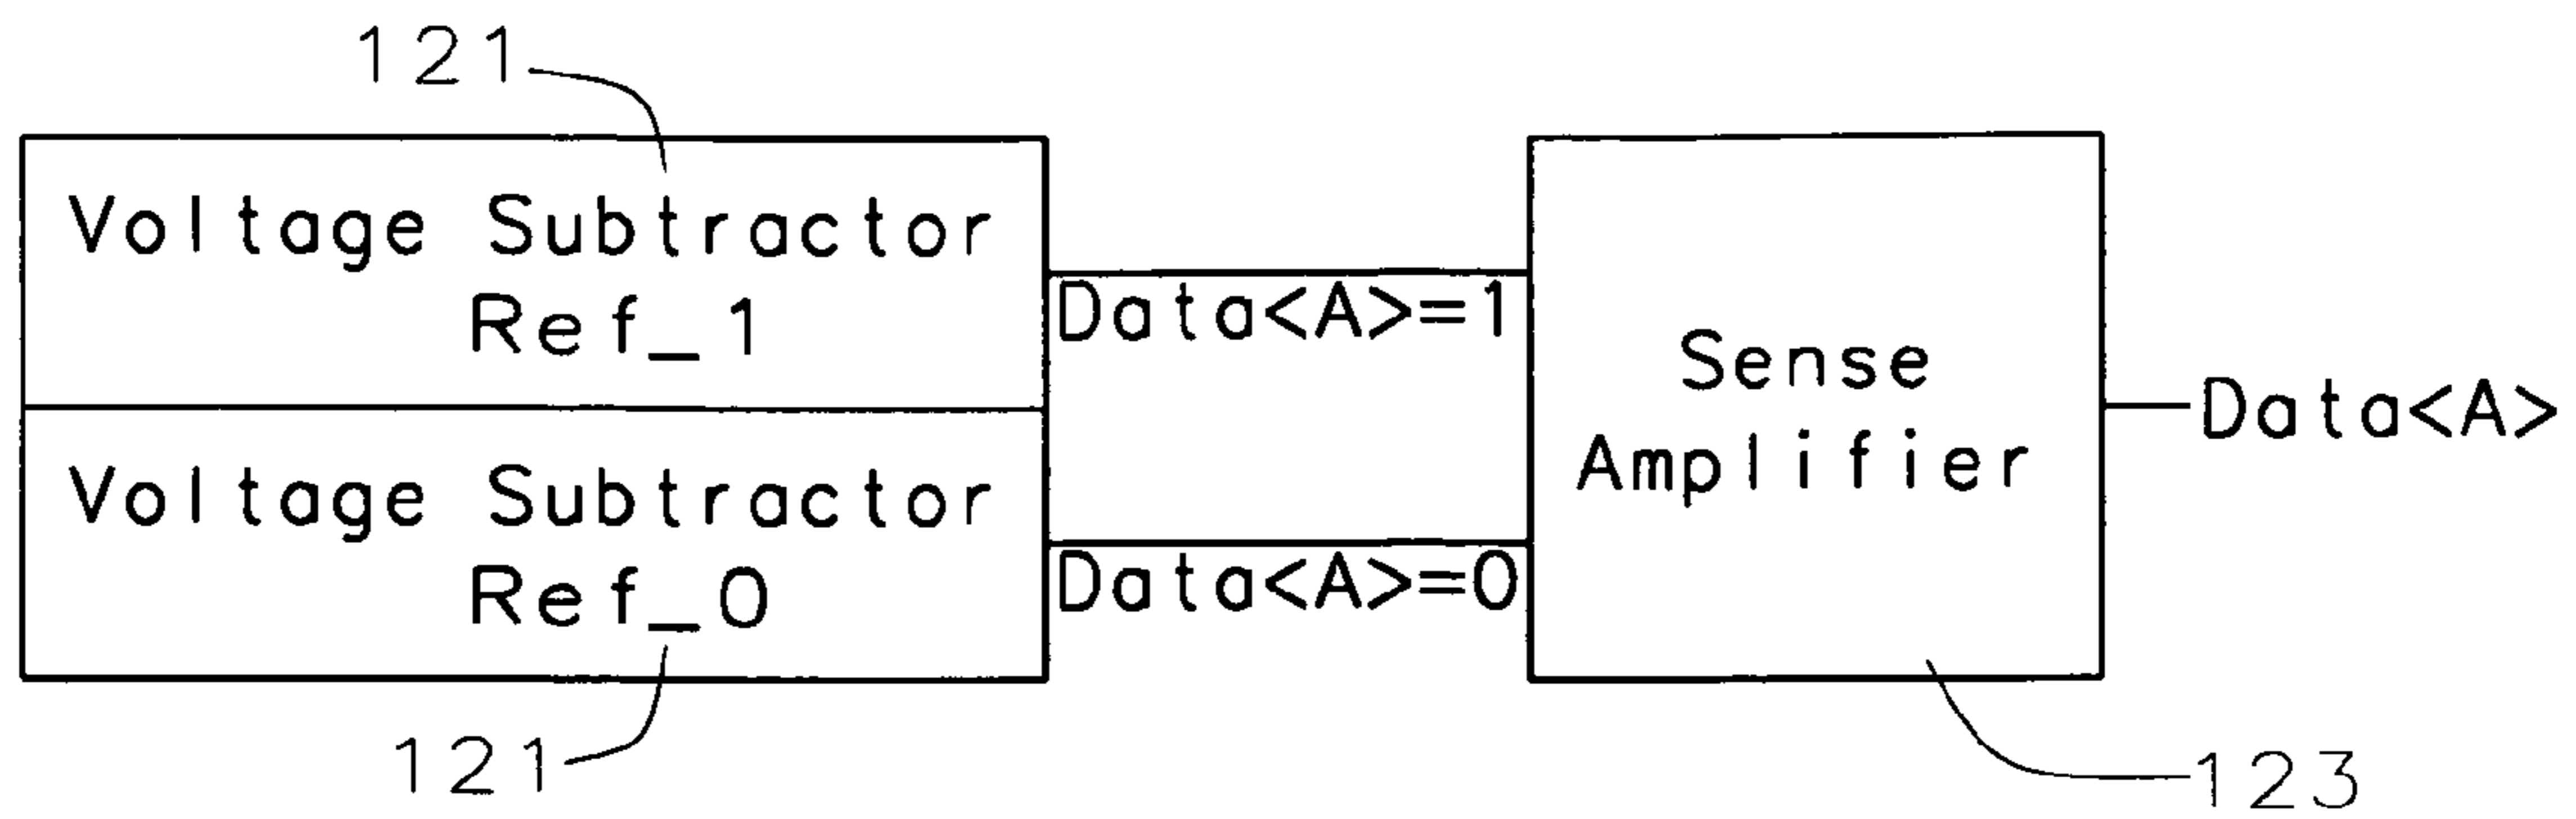 121
Voltage Subtractor
Ref_1
Data<A>=1
Sense
Amplifier
Data<A>
Voltage Subtractor
Ref_0
Data<A>=0
121
123